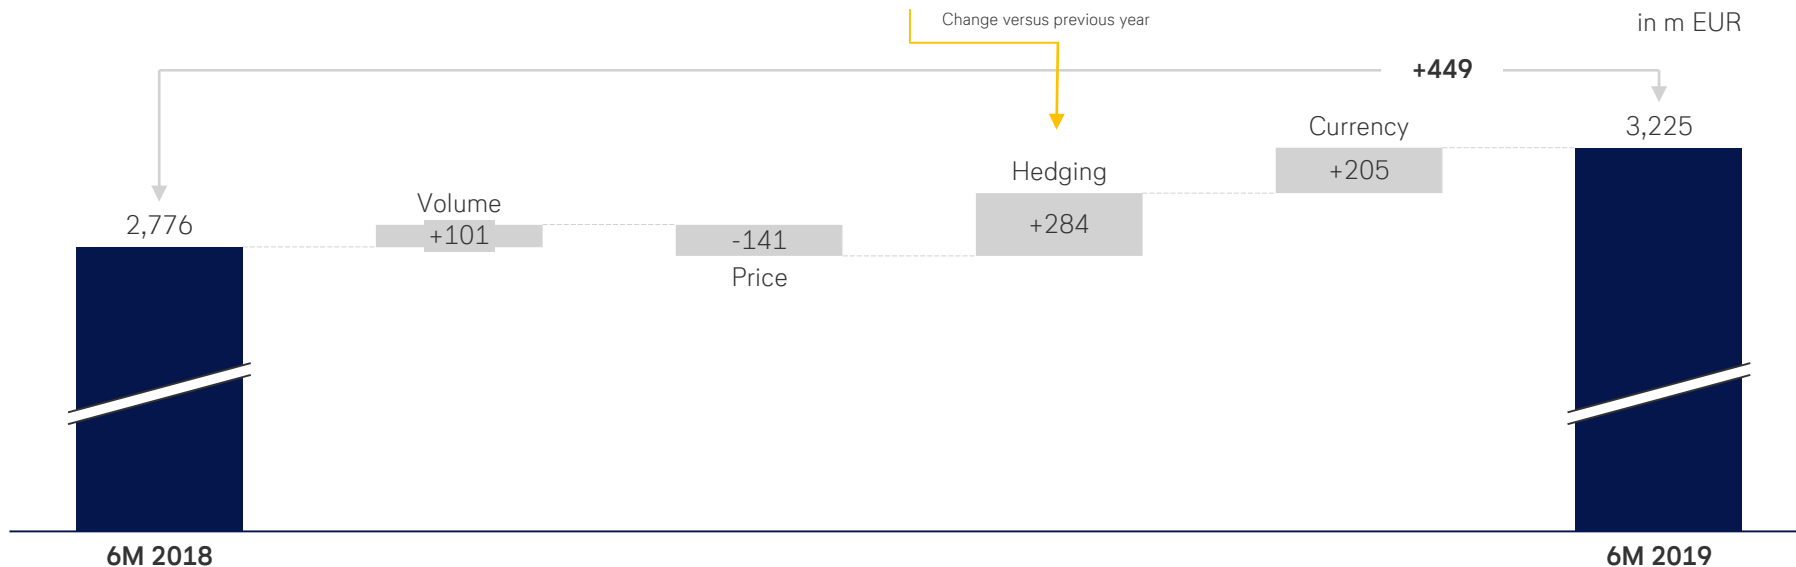 Change versus previous year
in m EUR
+449
Currency
3,225
+205
Hedging
+284
Volume
2,776
+101
-141
Price
6M 2018
6M 2019